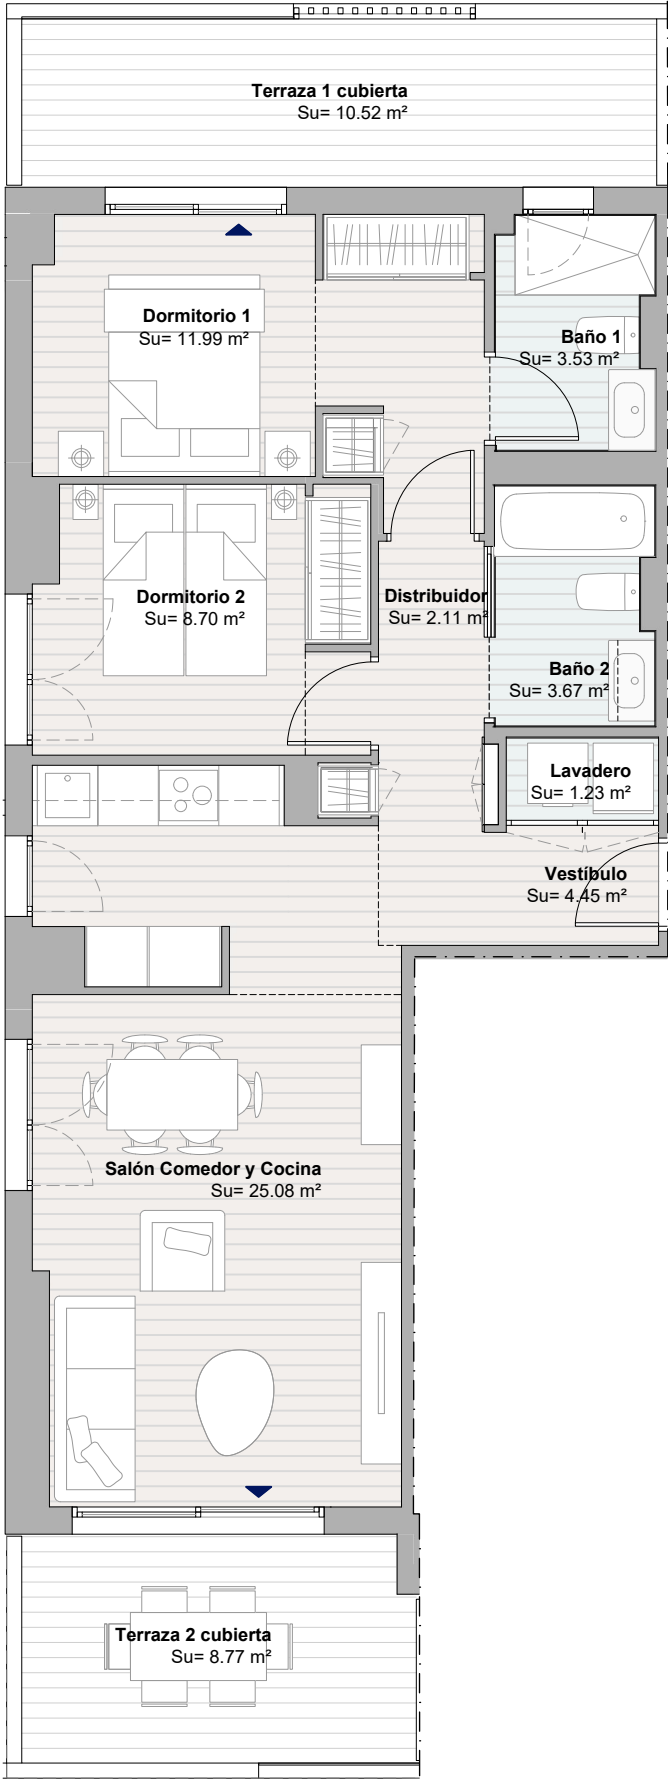 Terraza 1 cubierta
Su= 10.52 m²
Dormitorio 1
Su= 11.99 m²
Baño 1
Su= 3.53 m²
Dormitorio 2
Su= 8.70 m²
Distribuidor
Su= 2.11 m²
Baño 2
Su= 3.67 m²
Lavadero
Su= 1.23 m²
Vestíbulo
Su= 4.45 m²
Salón Comedor y Cocina
Su= 25.08 m²
Terraza 2 cubierta
Su= 8.77 m²